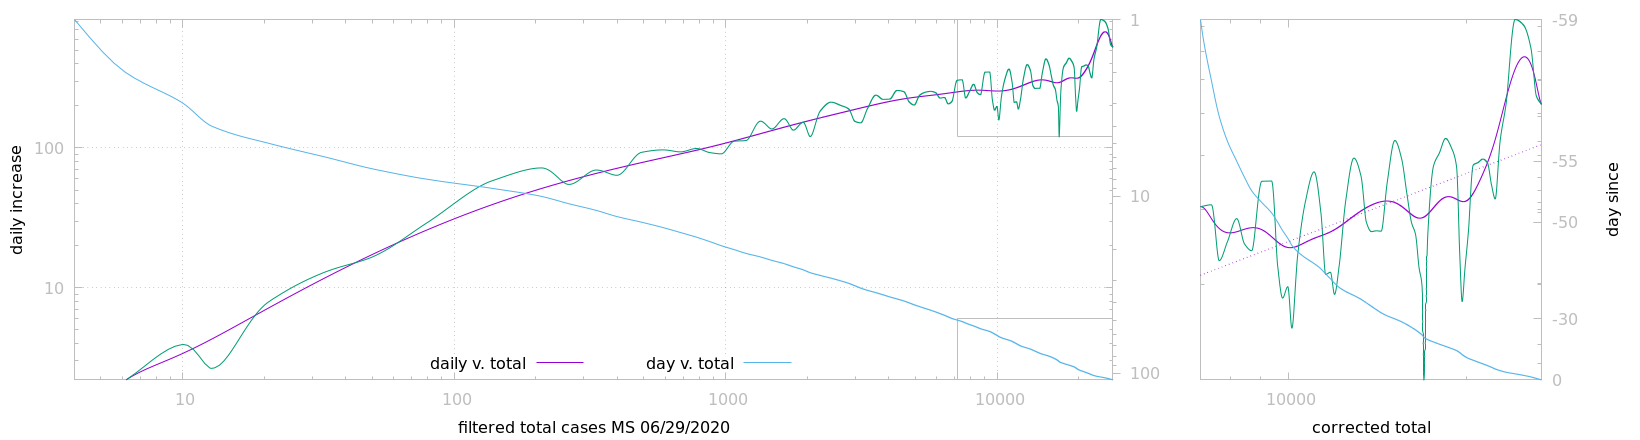 daily increase
100
10
10
100
1000
10000
filtered total cases MS 06/29/2020
daily v. total
day v. total
1
10
100
10000
corrected total
-59
-55
-50
-30
0
day since